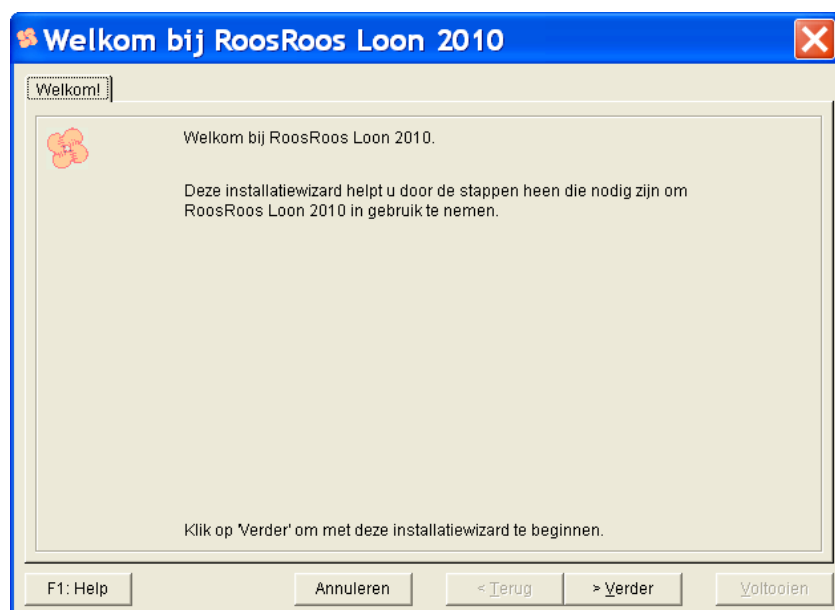 Welkom bij RoosRoos Loon 2010
Welkom!
Welkom bij RoosRoos Loon 2010.
Deze installatiewizard helpt u door de stappen heen die nodig zijn om
RoosRoos Loon 2010 in gebruik te nemen.
Klik op 'Verder' om met deze installatiewizard te beginnen.
F1: Help
Annuleren
< Terug
> Verder
Voltooien